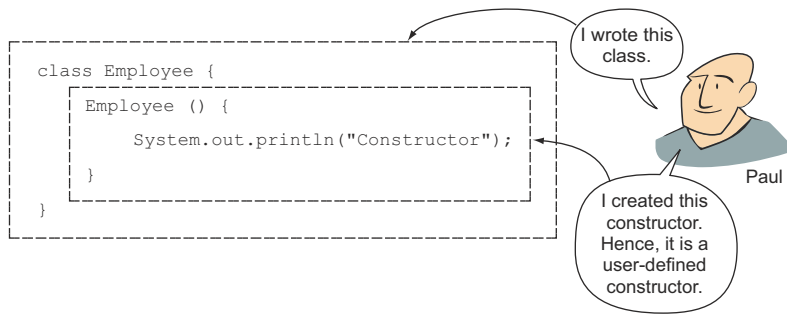 I wrote this
class.
class Employee {
Employee () {
System.out.println("Constructor");
}
}
Paul
I created this
constructor.
Hence, it is a
user-defined
constructor.